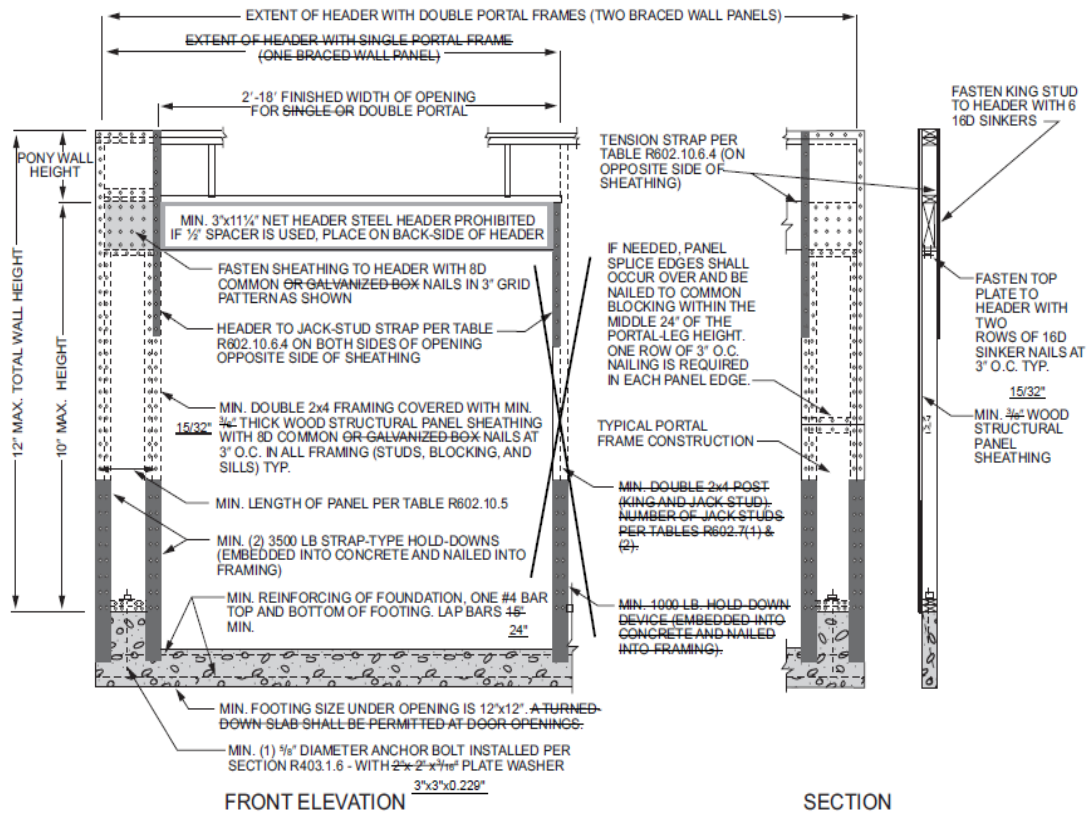 EXTENT OF HEADER WITH DOUBLE PORTAL FRAMES (TWO BRACED WALL PANELS)
EXTENT OF HEADER WITH SINGLE PORTAL FRAME
(ONE BRACED WALL PANEL)
2'-18' FINISHED WIDTH OF OPENING
FOR SINGLE OR DOUBLE PORTAL
PONY WALL
HEIGHT
12" MAX. TOTAL WALL HEIGHT
10" MAX. HEIGHT
MIN. 3"x11¼" NET HEADER STEEL HEADER PROHIBITED
IF ½" SPACER IS USED, PLACE ON BACK-SIDE OF HEADER
FASTEN SHEATHING TO HEADER WITH 8D
COMMON OR GALVANIZED BOX NAILS IN 3" GRID
PATTERN AS SHOWN
HEADER TO JACK-STUD STRAP PER TABLE
R602.10.6.4 ON BOTH SIDES OF OPENING
OPPOSITE SIDE OF SHEATHING
MIN. DOUBLE 2x4 FRAMING COVERED WITH MIN.
15/32" ⅜" THICK WOOD STRUCTURAL PANEL SHEATHING
WITH 8D COMMON OR GALVANIZED BOX NAILS AT
3" O.C. IN ALL FRAMING (STUDS, BLOCKING, AND
SILLS) TYP.
MIN. LENGTH OF PANEL PER TABLE R602.10.5
MIN. (2) 3500 LB STRAP-TYPE HOLD-DOWNS
(EMBEDDED INTO CONCRETE AND NAILED INTO
FRAMING)
MIN. REINFORCING OF FOUNDATION, ONE #4 BAR
TOP AND BOTTOM OF FOOTING. LAP BARS 15"
MIN.
24"
MIN. FOOTING SIZE UNDER OPENING IS 12"x12". A TURNED-
DOWN SLAB SHALL BE PERMITTED AT DOOR OPENINGS.
MIN. (1) ⅝" DIAMETER ANCHOR BOLT INSTALLED PER
SECTION R403.1.6 - WITH 2"x 2" x 3/16" PLATE WASHER
3"x3"x0.229"
FRONT ELEVATION
TENSION STRAP PER
TABLE R602.10.6.4 (ON
OPPOSITE SIDE OF
SHEATHING)
IF NEEDED, PANEL
SPLICE EDGES SHALL
OCCUR OVER AND BE
NAILED TO COMMON
BLOCKING WITHIN THE
MIDDLE 24" OF THE
PORTAL-LEG HEIGHT.
ONE ROW OF 3" O.C.
NAILING IS REQUIRED
IN EACH PANEL EDGE.
TYPICAL PORTAL
FRAME CONSTRUCTION
MIN. DOUBLE 2x4 POST
(KING AND JACK STUD).
NUMBER OF JACK STUDS
PER TABLES R602.7(1) &
(2).
MIN. 1000 LB. HOLD-DOWN
DEVICE (EMBEDDED INTO
CONCRETE AND NAILED
INTO FRAMING).
FASTEN KING STUD
TO HEADER WITH 6
16D SINKERS
FASTEN TOP
PLATE TO
HEADER WITH
TWO
ROWS OF 16D
SINKER NAILS AT
3" O.C. TYP.
15/32"
MIN. ⅜" WOOD
STRUCTURAL
PANEL
SHEATHING
SECTION